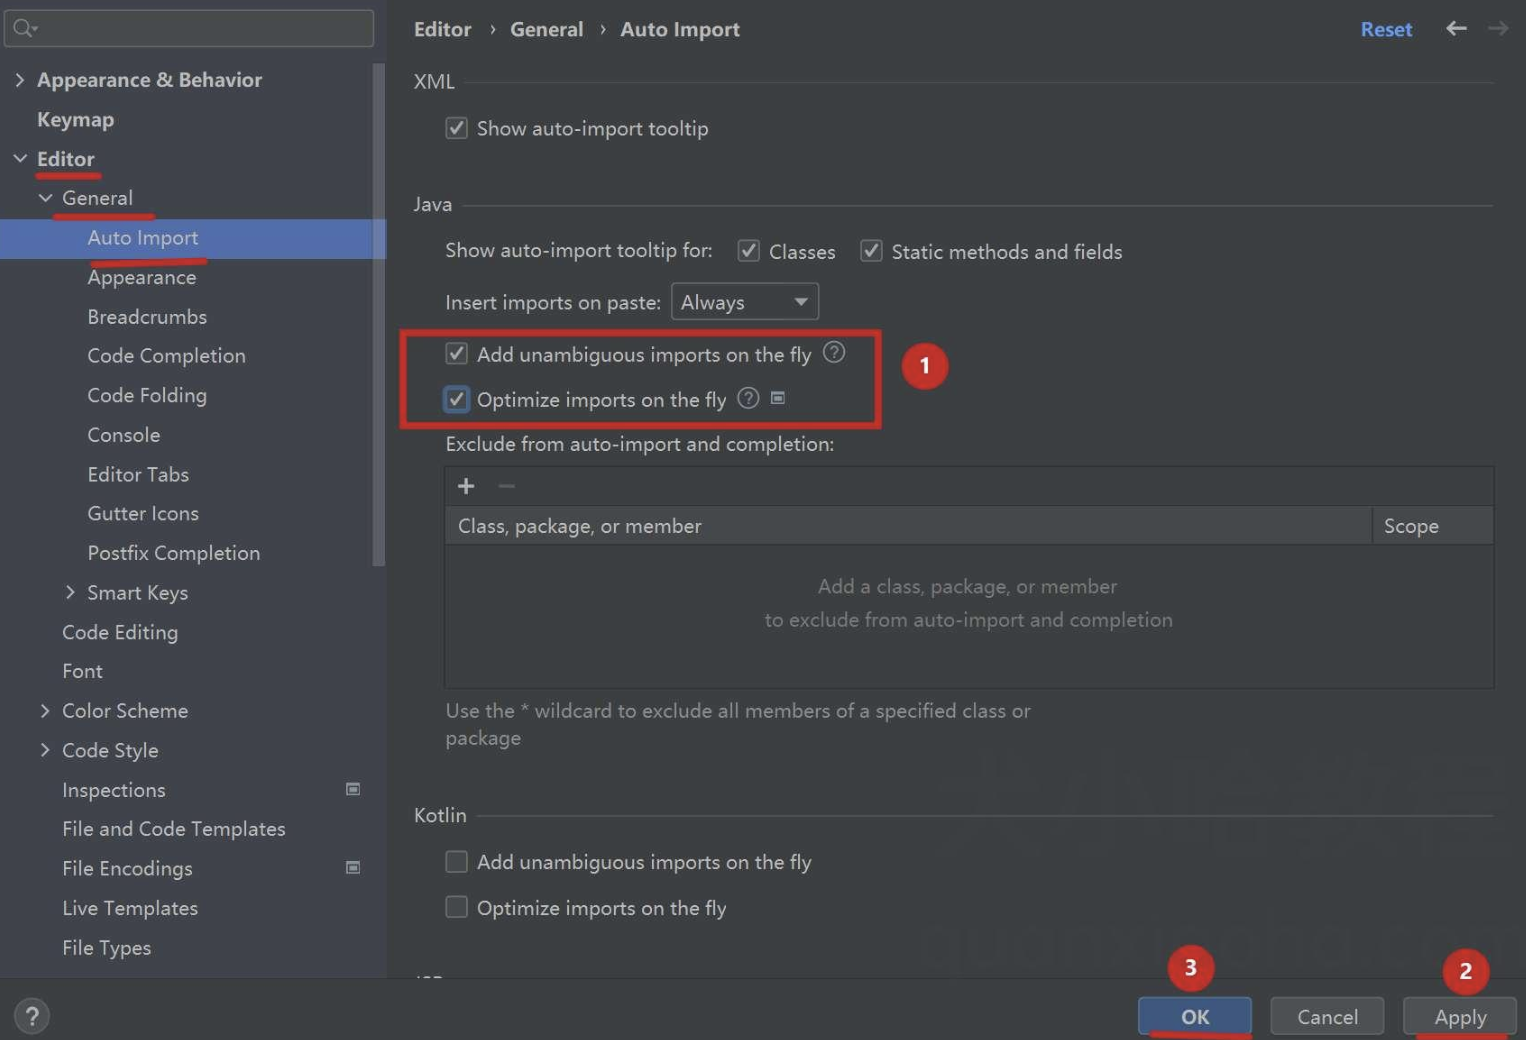 Appearance & Behavior
Keymap
Editor
General
Auto Import
Appearance
Breadcrumbs
Code Completion
Code Folding
Console
Editor Tabs
Gutter Icons
Postfix Completion
Smart Keys
Code Editing
Font
Color Scheme
Code Style
Inspections
File and Code Templates
File Encodings
Live Templates
File Types
?
Editor › General › Auto Import
Reset
XML
Show auto-import tooltip
Java
Show auto-import tooltip for: Classes Static methods and fields
Insert imports on paste: Always
Add unambiguous imports on the fly ?
Optimize imports on the fly ?
1
Exclude from auto-import and completion:
+ −
Class, package, or member Scope
Add a class, package, or member
to exclude from auto-import and completion
Use the * wildcard to exclude all members of a specified class or
package
Kotlin
Add unambiguous imports on the fly
Optimize imports on the fly
3 2
OK Cancel Apply